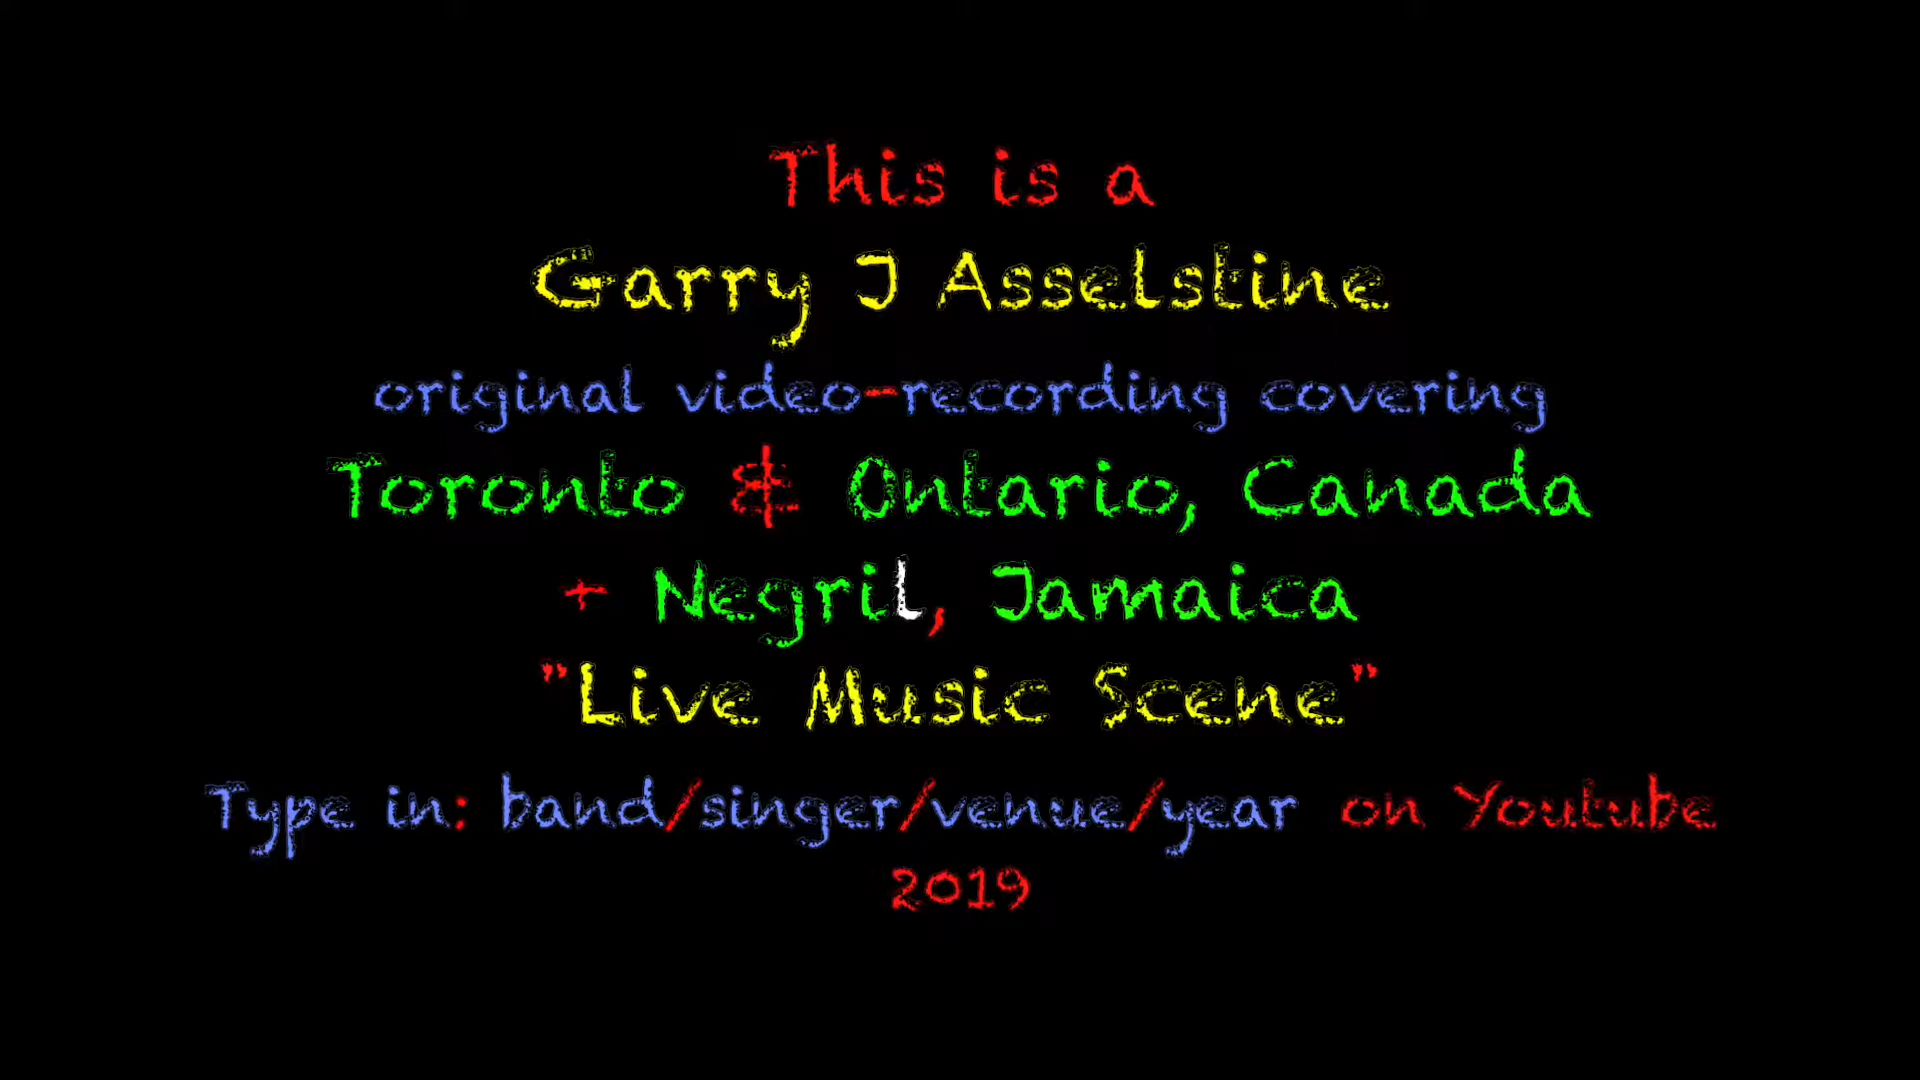 This is a
Garry J Asselstine
original video-recording covering
Toronto & Ontario, Canada
+ Negril, Jamaica
"Live Music Scene"
Type in: band/singer/venue/year on Youtube
2019